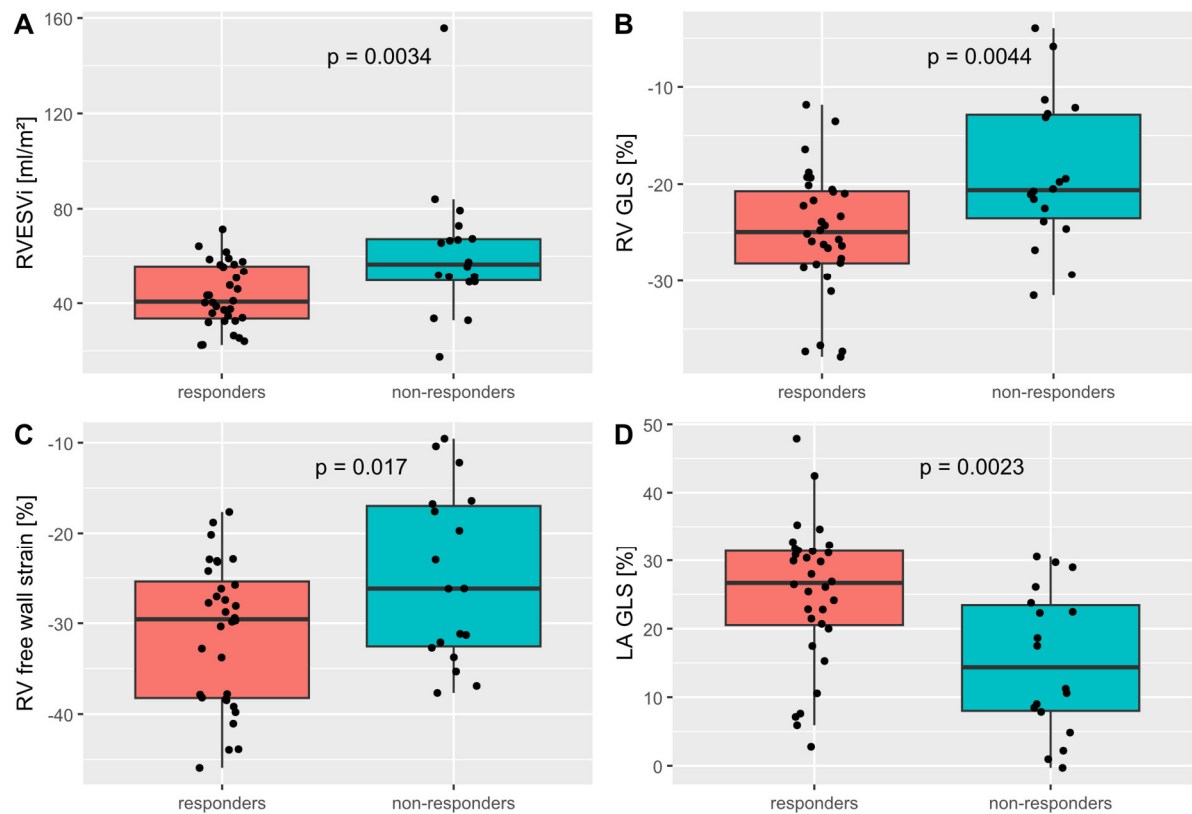 A
RVESVi [ml/m²]
160
120
80
40
p = 0.0034
responders
non-responders
B
RV GLS [%]
-10
-20
-30
p = 0.0044
responders
non-responders
C
RV free wall strain [%]
-10
-20
-30
-40
p = 0.017
responders
non-responders
D
LA GLS [%]
50
40
30
20
10
0
p = 0.0023
responders
non-responders